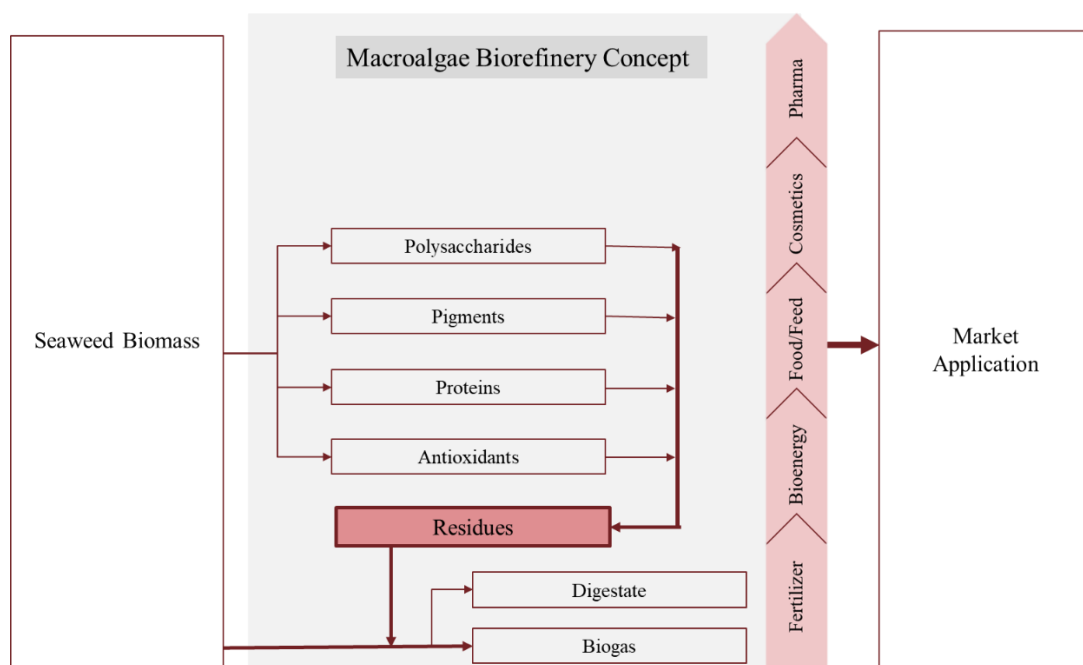 Macroalgae Biorefinery Concept
Seaweed Biomass
Polysaccharides
Pigments
Proteins
Antioxidants
Residues
Digestate
Biogas
Pharma
Cosmetics
Food/Feed
Bioenergy
Fertilizer
Market
Application